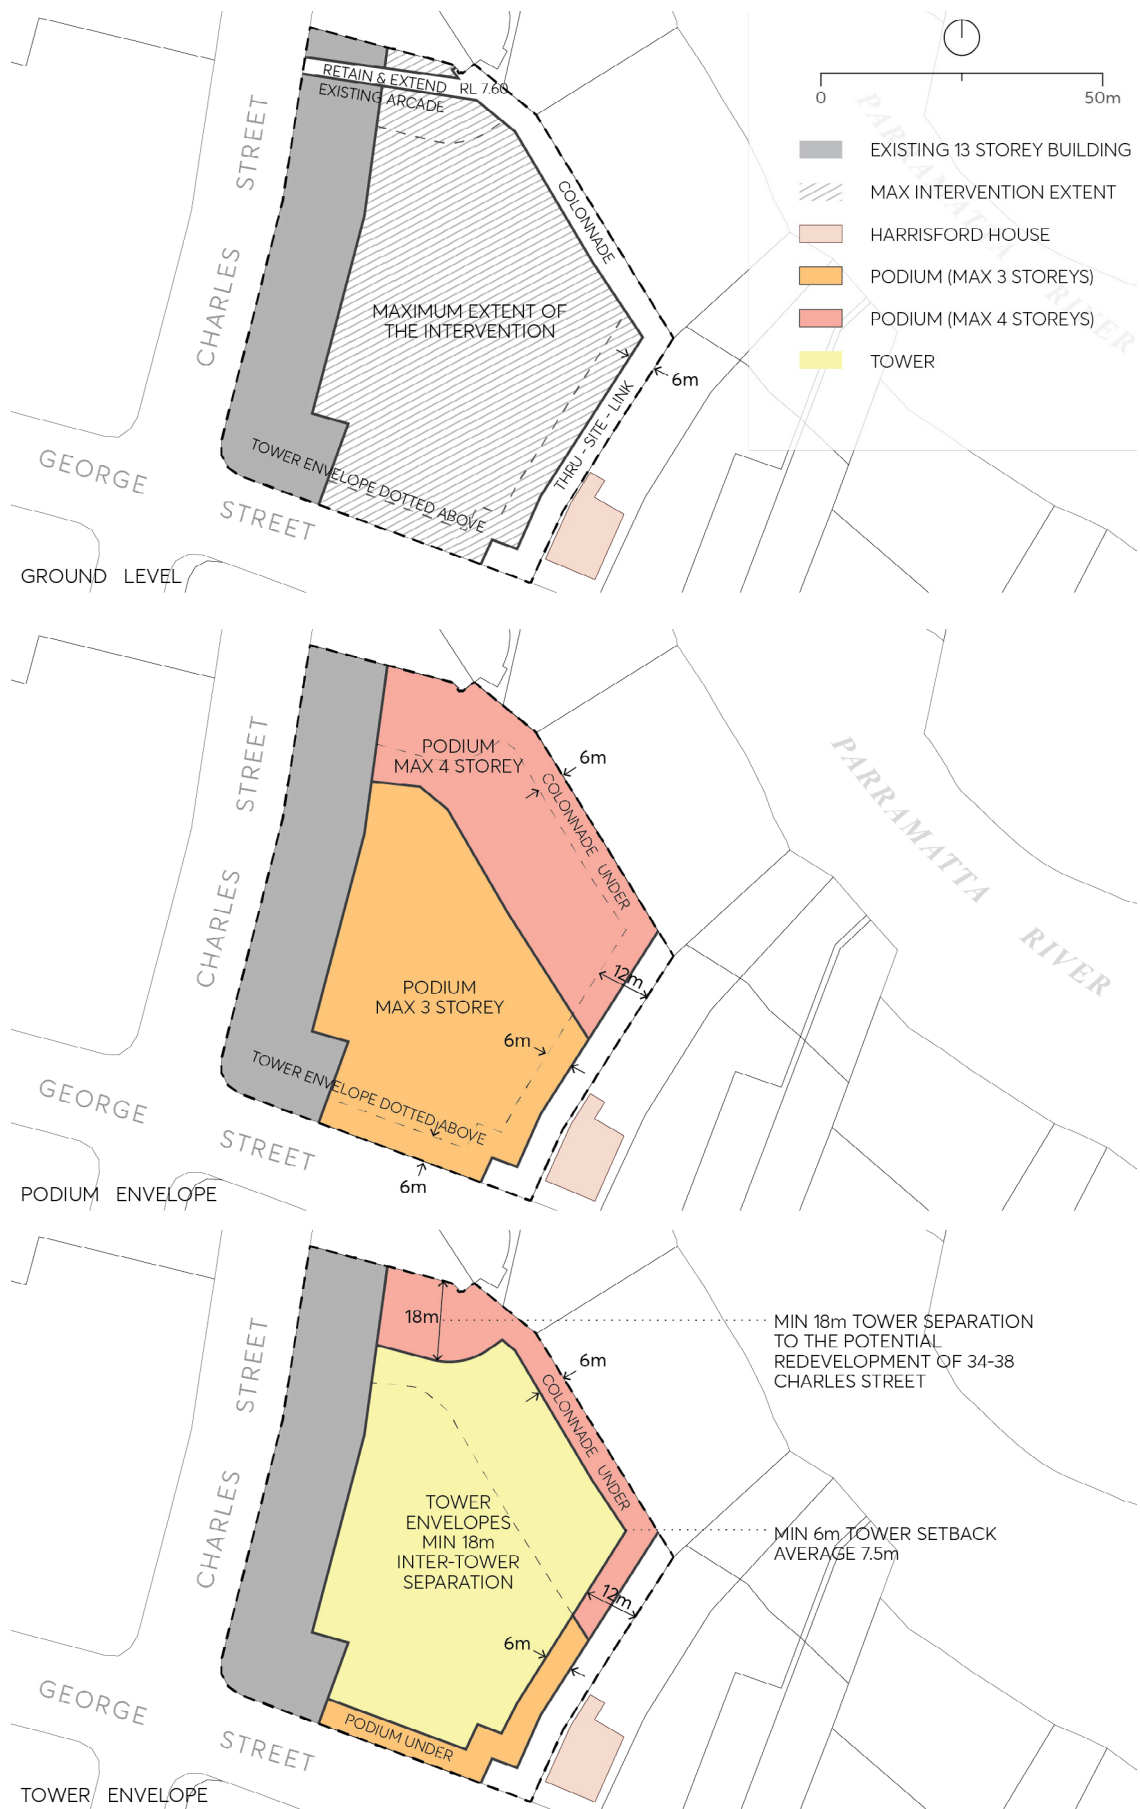 RETAIN & EXTEND
RL 7.60
EXISTING ARCADE
STREET
CHARLES
COLONNADE
MAXIMUM EXTENT OF
THE INTERVENTION
6m
THRU - SITE - LINK
TOWER ENVELOPE DOTTED ABOVE
GEORGE
STREET
GROUND LEVEL
0
50m
EXISTING 13 STOREY BUILDING
MAX INTERVENTION EXTENT
HARRISFORD HOUSE
PODIUM (MAX 3 STOREYS)
PODIUM (MAX 4 STOREYS)
TOWER
PARRAMATTA
RIVER
STREET
CHARLES
PODIUM
MAX 4 STOREY
6m
COLONNADE UNDER
12m
PODIUM
MAX 3 STOREY
6m
TOWER ENVELOPE DOTTED ABOVE
6m
GEORGE
STREET
PARRAMATTA
RIVER
PODIUM ENVELOPE
STREET
CHARLES
18m
6m
COLONNADE UNDER
MIN 18m TOWER SEPARATION
TO THE POTENTIAL
REDEVELOPMENT OF 34-38
CHARLES STREET
TOWER
ENVELOPES
MIN 18m
INTER-TOWER
SEPARATION
MIN 6m TOWER SETBACK
AVERAGE 7.5m
12m
6m
PODIUM UNDER
GEORGE
STREET
TOWER ENVELOPE